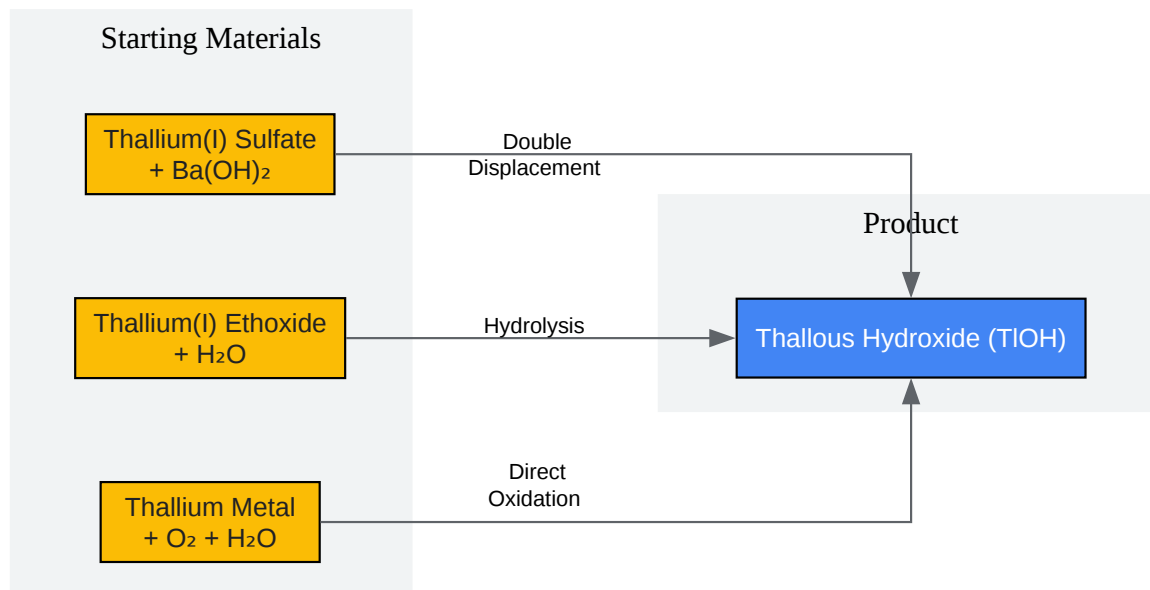 Starting Materials
Thallium(I) Sulfate
+ Ba(OH)₂
Double
Displacement
Product
Thallium(I) Ethoxide
+ H₂O
Hydrolysis
Thallous Hydroxide (TlOH)
Direct
Oxidation
Thallium Metal
+ O₂ + H₂O